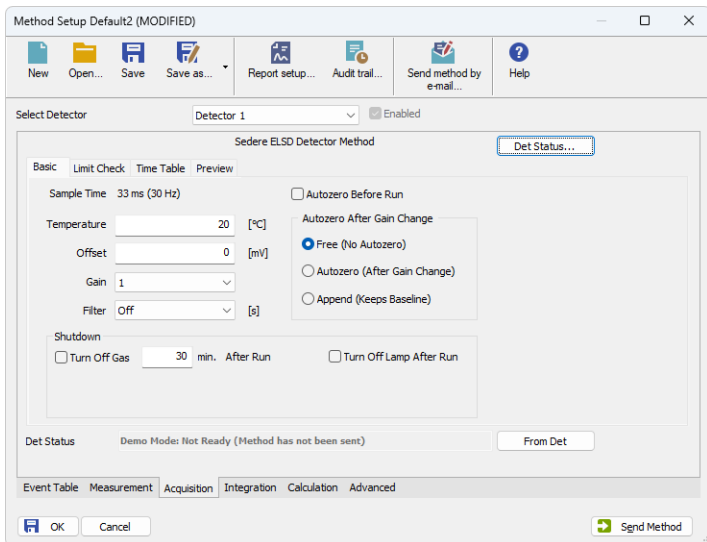 Method Setup Default2 (MODIFIED)
New Open... Save Save as... Report setup... Audit trail... Send method by e-mail... Help
Select Detector Detector 1 Enabled
Sedere ELSD Detector Method Det Status...
Basic Limit Check Time Table Preview
Sample Time 33 ms (30 Hz) Autozero Before Run
Temperature 20 [°C] Autozero After Gain Change
Free (No Autozero)
Offset 0 [mV]
Autozero (After Gain Change)
Gain 1
Append (Keeps Baseline)
Filter Off [s]
Shutdown
Turn Off Gas 30 min. After Run Turn Off Lamp After Run
Det Status Demo Mode: Not Ready (Method has not been sent) From Det
Event Table Measurement Acquisition Integration Calculation Advanced
OK Cancel Send Method